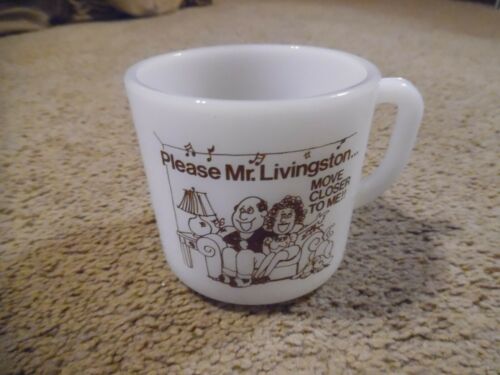 Please Mr. Livingston...
MOVE
CLOSER
TO ME!!